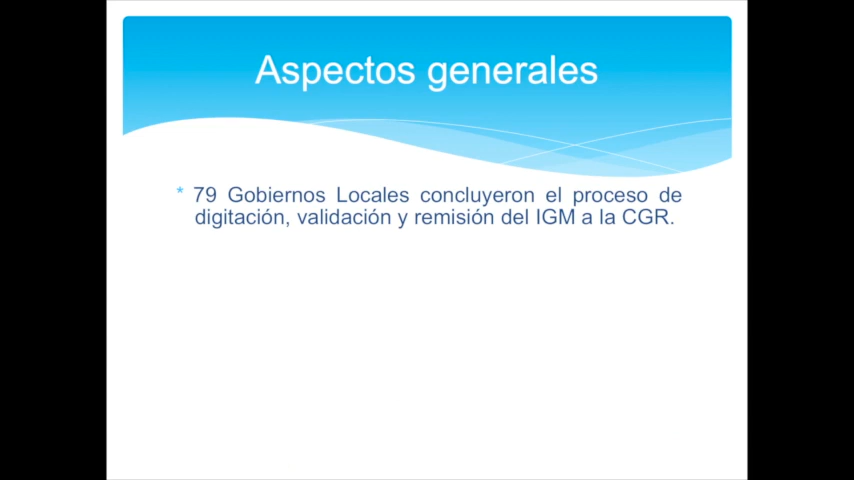 Aspectos generales
* 79 Gobiernos Locales concluyeron el proceso de
digitación, validación y remisión del IGM a la CGR.